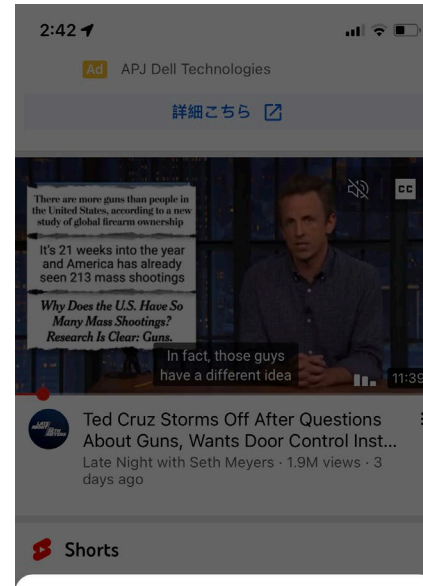 2:42
Ad APJ Dell Technologies
詳細こちら
There are more guns than people in
the United States, according to a new
study of global firearm ownership
It's 21 weeks into the year
and America has already
seen 213 mass shootings
Why Does the U.S. Have So
Many Mass Shootings?
Research Is Clear: Guns.
CC
In fact, those guys
have a different idea
11:39
LATE NIGHT
Ted Cruz Storms Off After Questions
About Guns, Wants Door Control Inst...
Late Night with Seth Meyers · 1.9M views · 3
days ago
Shorts